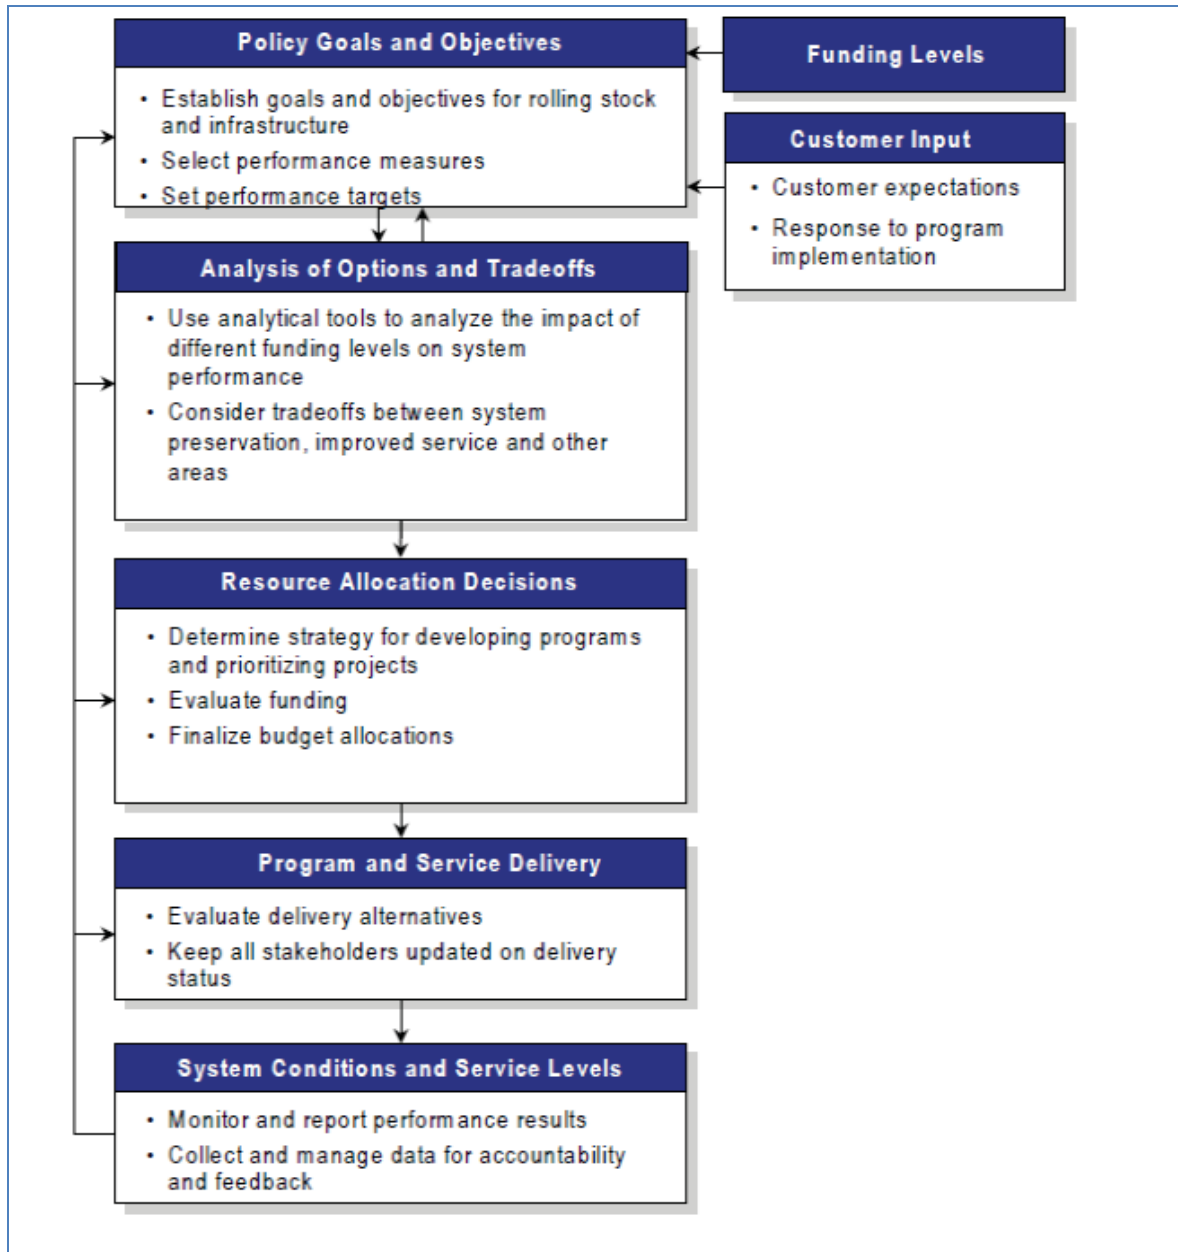 Policy Goals and Objectives
• Establish goals and objectives for rolling stock
and infrastructure
• Select performance measures
• Set performance targets
Funding Levels
Customer Input
• Customer expectations
• Response to program
implementation
Analysis of Options and Tradeoffs
• Use analytical tools to analyze the impact of
different funding levels on system
performance
• Consider tradeoffs between system
preservation, improved service and other
areas
Resource Allocation Decisions
• Determine strategy for developing programs
and prioritizing projects
• Evaluate funding
• Finalize budget allocations
Program and Service Delivery
• Evaluate delivery alternatives
• Keep all stakeholders updated on delivery
status
System Conditions and Service Levels
• Monitor and report performance results
• Collect and manage data for accountability
and feedback